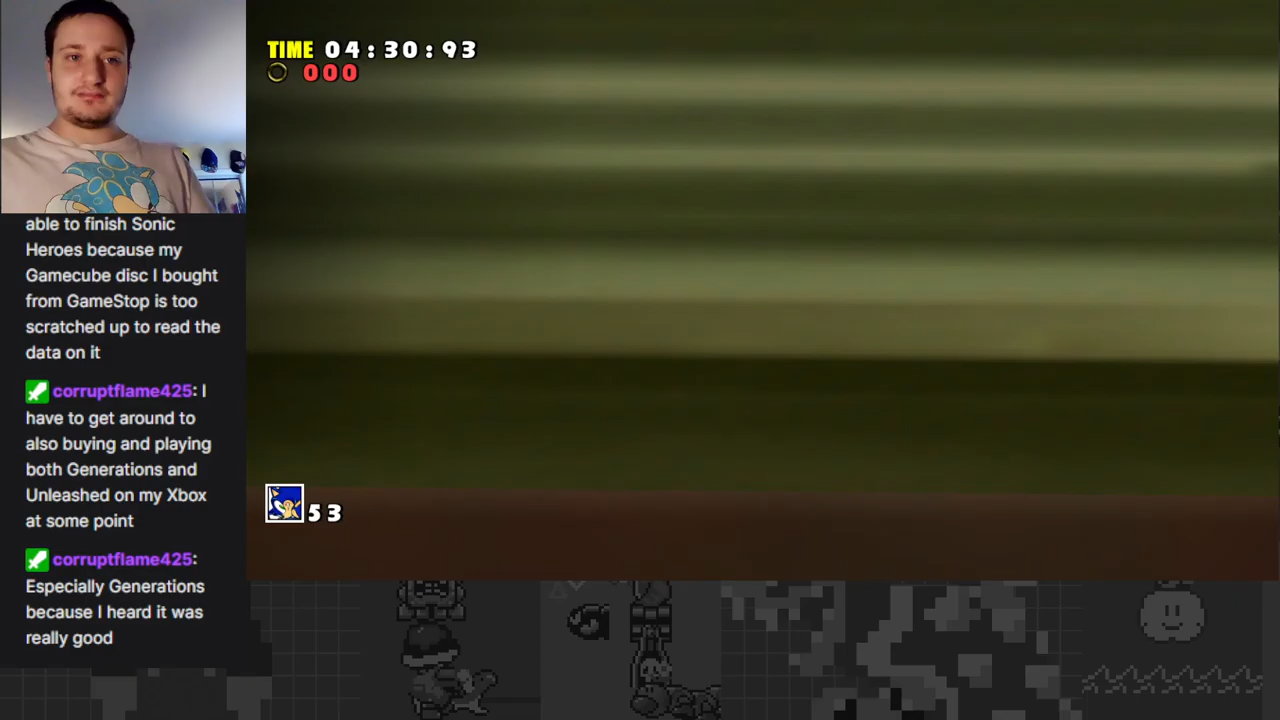 TIME 04:30:93
000
able to finish Sonic
Heroes because my
Gamecube disc I bought
from GameStop is too
scratched up to read the
data on it
corruptflame425: I
have to get around to
also buying and playing
both Generations and
Unleashed on my Xbox
at some point
corruptflame425:
Especially Generations
because I heard it was
really good
53